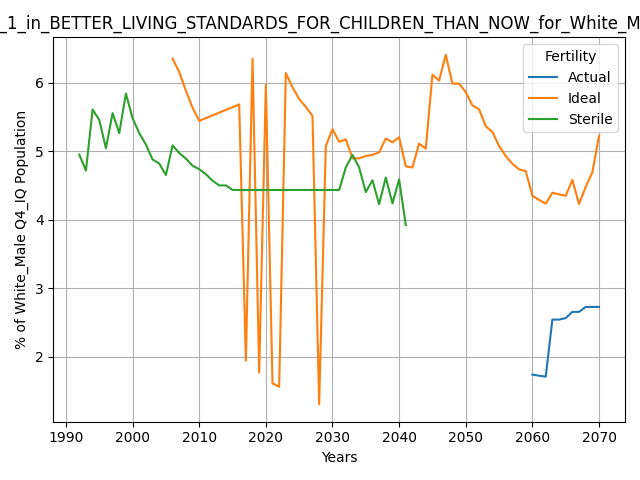 _1_in_BETTER_LIVING_STANDARDS_FOR_CHILDREN_THAN_NOW_for_White_M
Fertility
Actual
Ideal
Sterile
% of White_Male Q4_IQ Population
6
5
4
3
2
1990 2000 2010 2020 2030 2040 2050 2060 2070
Years